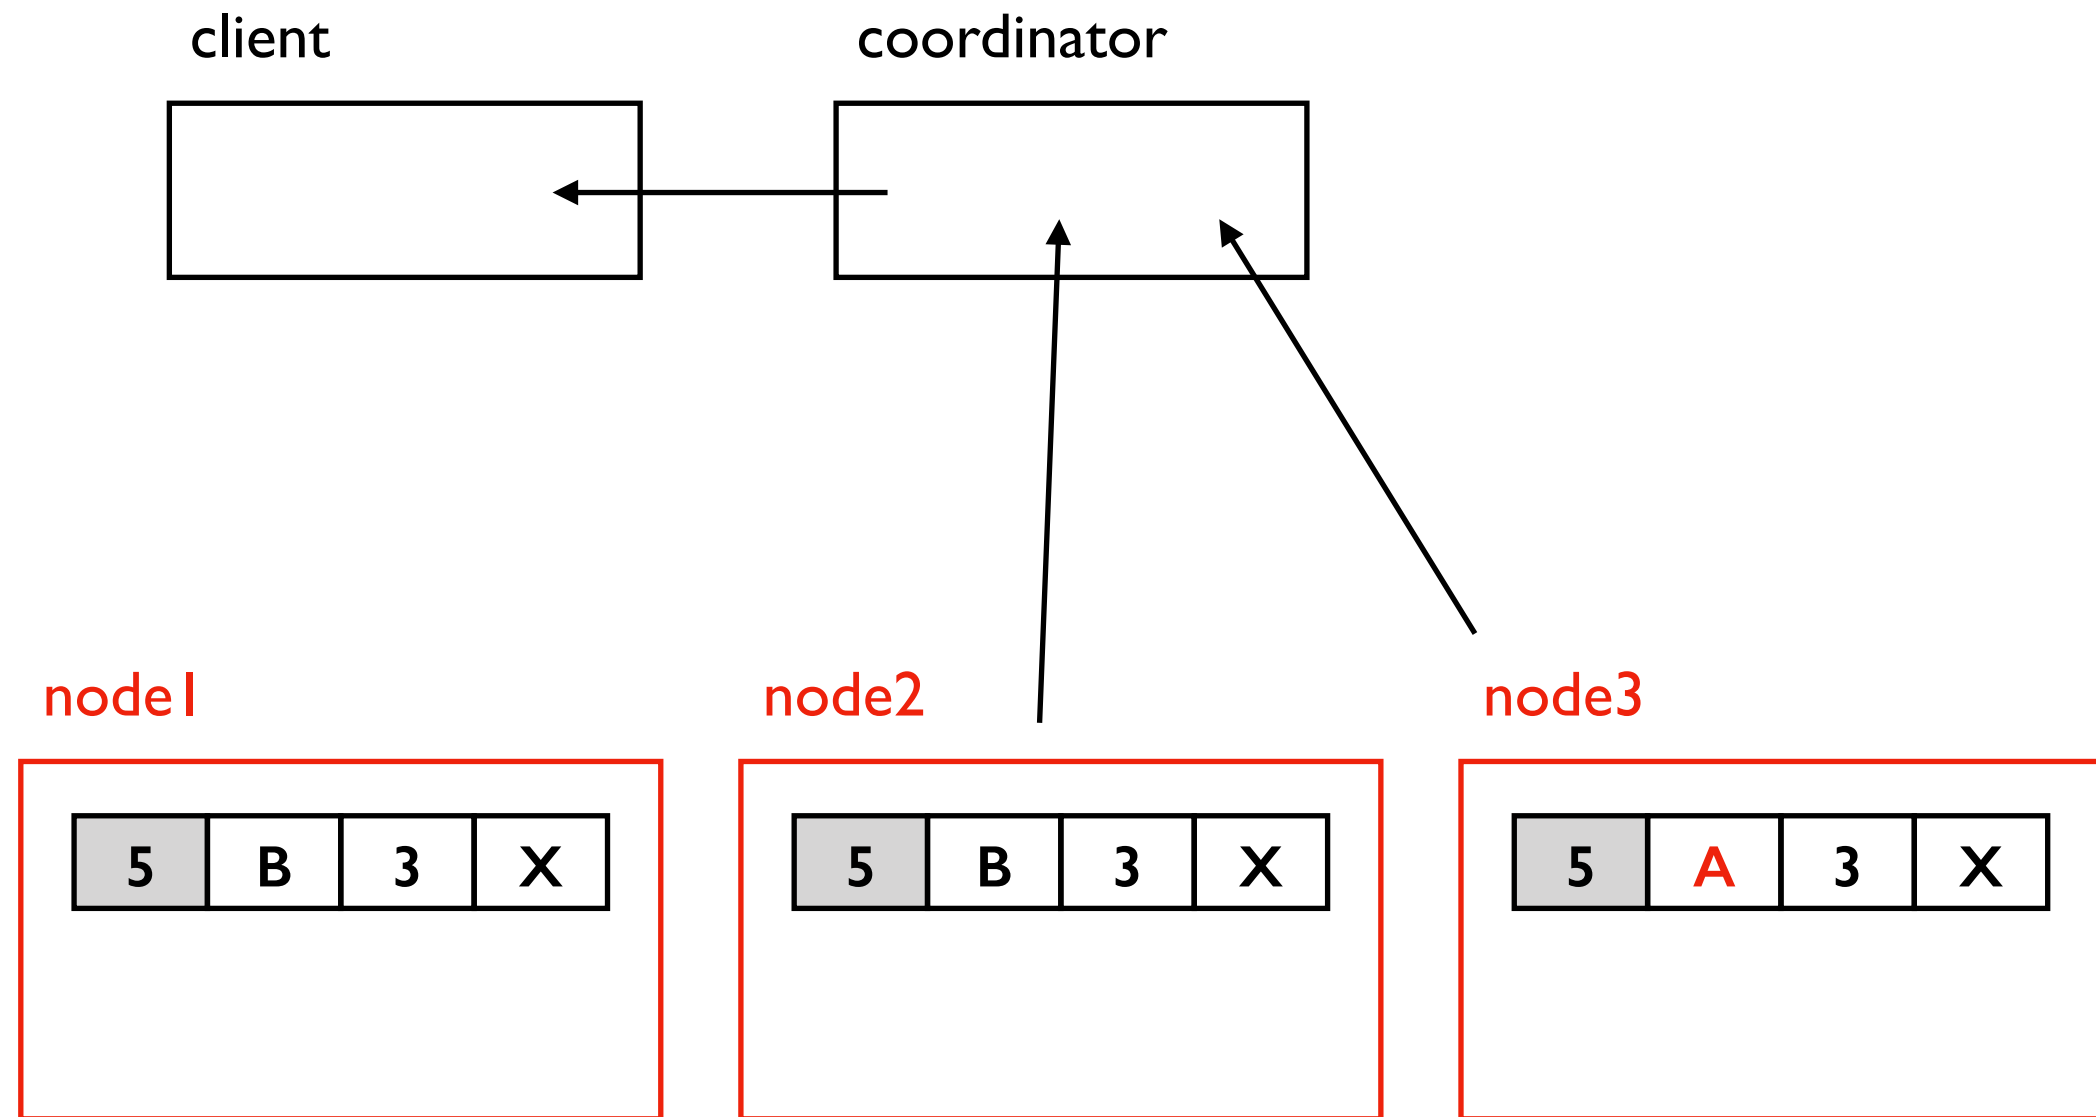 client coordinator
node1 node2 node3
5 B 3 X 5 B 3 X 5 A 3 X